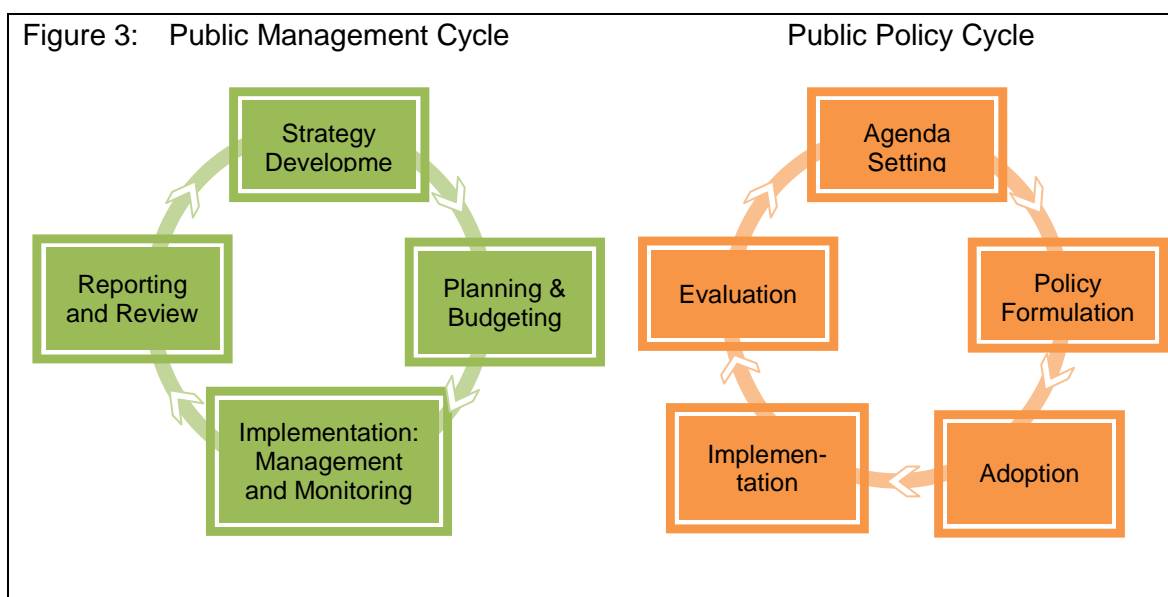 Figure 3: Public Management Cycle
Public Policy Cycle
Strategy
Developme
Planning &
Budgeting
Implementation:
Management
and Monitoring
Reporting
and Review
Agenda
Setting
Policy
Formulation
Adoption
Implemen-
tation
Evaluation